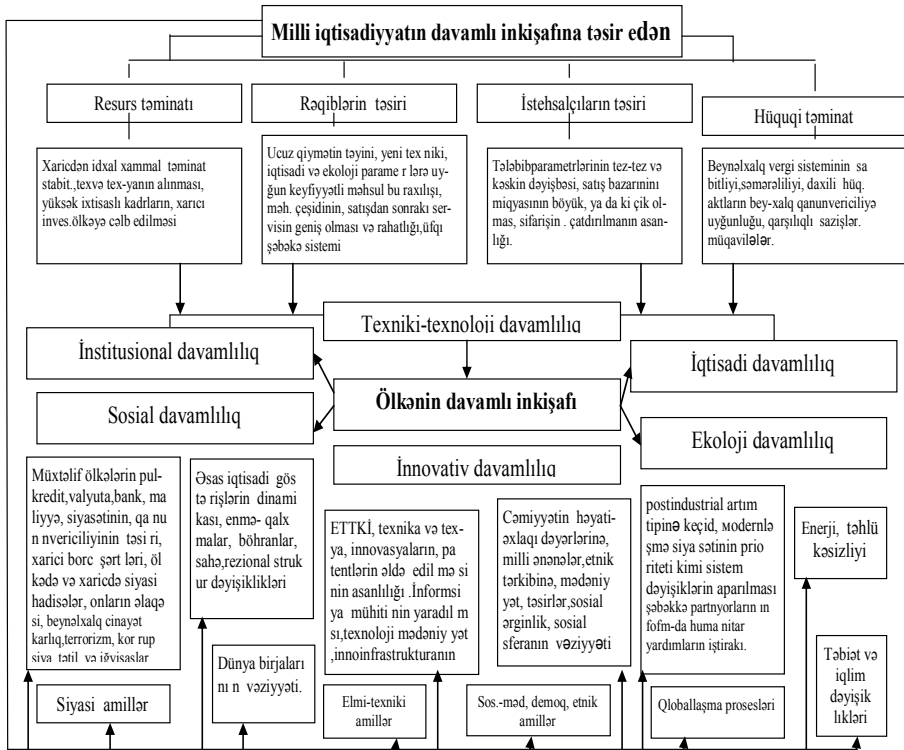 Milli iqtisadiyyatın davamlı inkişafına təsir edən
Resurs təminatı
Rəqiblərin təsiri
İstehsalçıların təsiri
Hüquqi təminat
Xaricdən idxal xammal təminat
stabit.,texvə tex-yanın alınması,
yüksək ixtisaslı kadrların, xarıcı
inves.ölkəyə cəlb edilməsi
Ucuz qiymətin təyini, yeni tex niki,
iqtisadi və ekoloji parame r lərə uy-
ğun keyfiyyətli məhsul bu raxılışı,
məh. çeşidinin, satışdan sonrakı ser-
visin geniş olması və rahatlığı,üfqı
şəbəkə sistemi
Tələbibparametrlərinin tez-tez və
kəskin dəyişbəsi, satış bazarınını
miqyasının böyük, ya da ki çik ol-
mas, sifarişin . çatdırılmanın asan-
lığı.
Beynəlxalq vergi sisteminin sa
bitliyi,səmərəliliyi, daxili hüq.
aktların bey-xalq qanunvericiliyə
uyğunluğu, qarşılıqlı sazişlər.
müqavilələr.
Texniki-texnoloji davamlılıq
İnstitusional davamlılıq
İqtisadi davamlılıq
Ölkənin davamlı inkişafı
Sosial davamlılıq
Ekoloji davamlılıq
İnnovativ davamlılıq
Müxtəlif ölkələrin pul-
kredit,valyuta,bank, ma
liyyə, siyasətinin, qa nu
n nvericiliyinin təsi ri,
xarici borc şərt ləri, öl
kədə və xaricdə siyasi
hadisələr, onların əlaqə
si, beynəlxalq cinayət
karlıq,terrorizm, kor rup
siya tətil və iğvişaşlar
Əsas iqtisadi gös
tə rişlərin dinami
kası, enmə- qalx
malar, böhranlar,
sahə,rezional struk
ur dəyişiklikləri
ETTKİ, texnika və tex-
ya, innovasyaların, pa
tentlərin əldə edil mə si
nin asanlığı .İnformsi
ya mühiti nin yaradıl m
sı,texnoloji mədəniy yət
,innoinfrastrukturanın
Cəmiyyətin həyati-
əxlaqı dəyərlərinə,
milli ənənələr,etnik
tərkibinə, mədəniy
yət, təsirlər,sosial
ərginlik, sosial
sferanın vəziyyəti
postindustrial artım
tipinə keçid, модernlə
şmə siya sətinin prio
riteti kimi sistem
dəyişiklərin aparılması
şəbəkkə partnyorların ın
fofm-da huma nitar
yardımların iştirakı.
Enerji, təhlü
kəsizliyi
Dünya birjaları
nı n vəziyyəti.
Təbiət və
iqlim
dəyişik
likləri
Siyasi amillər
Elmi-texniki
amillər
Sos.-məd, demoq, etnik
amillər
Qloballaşma prosesləri